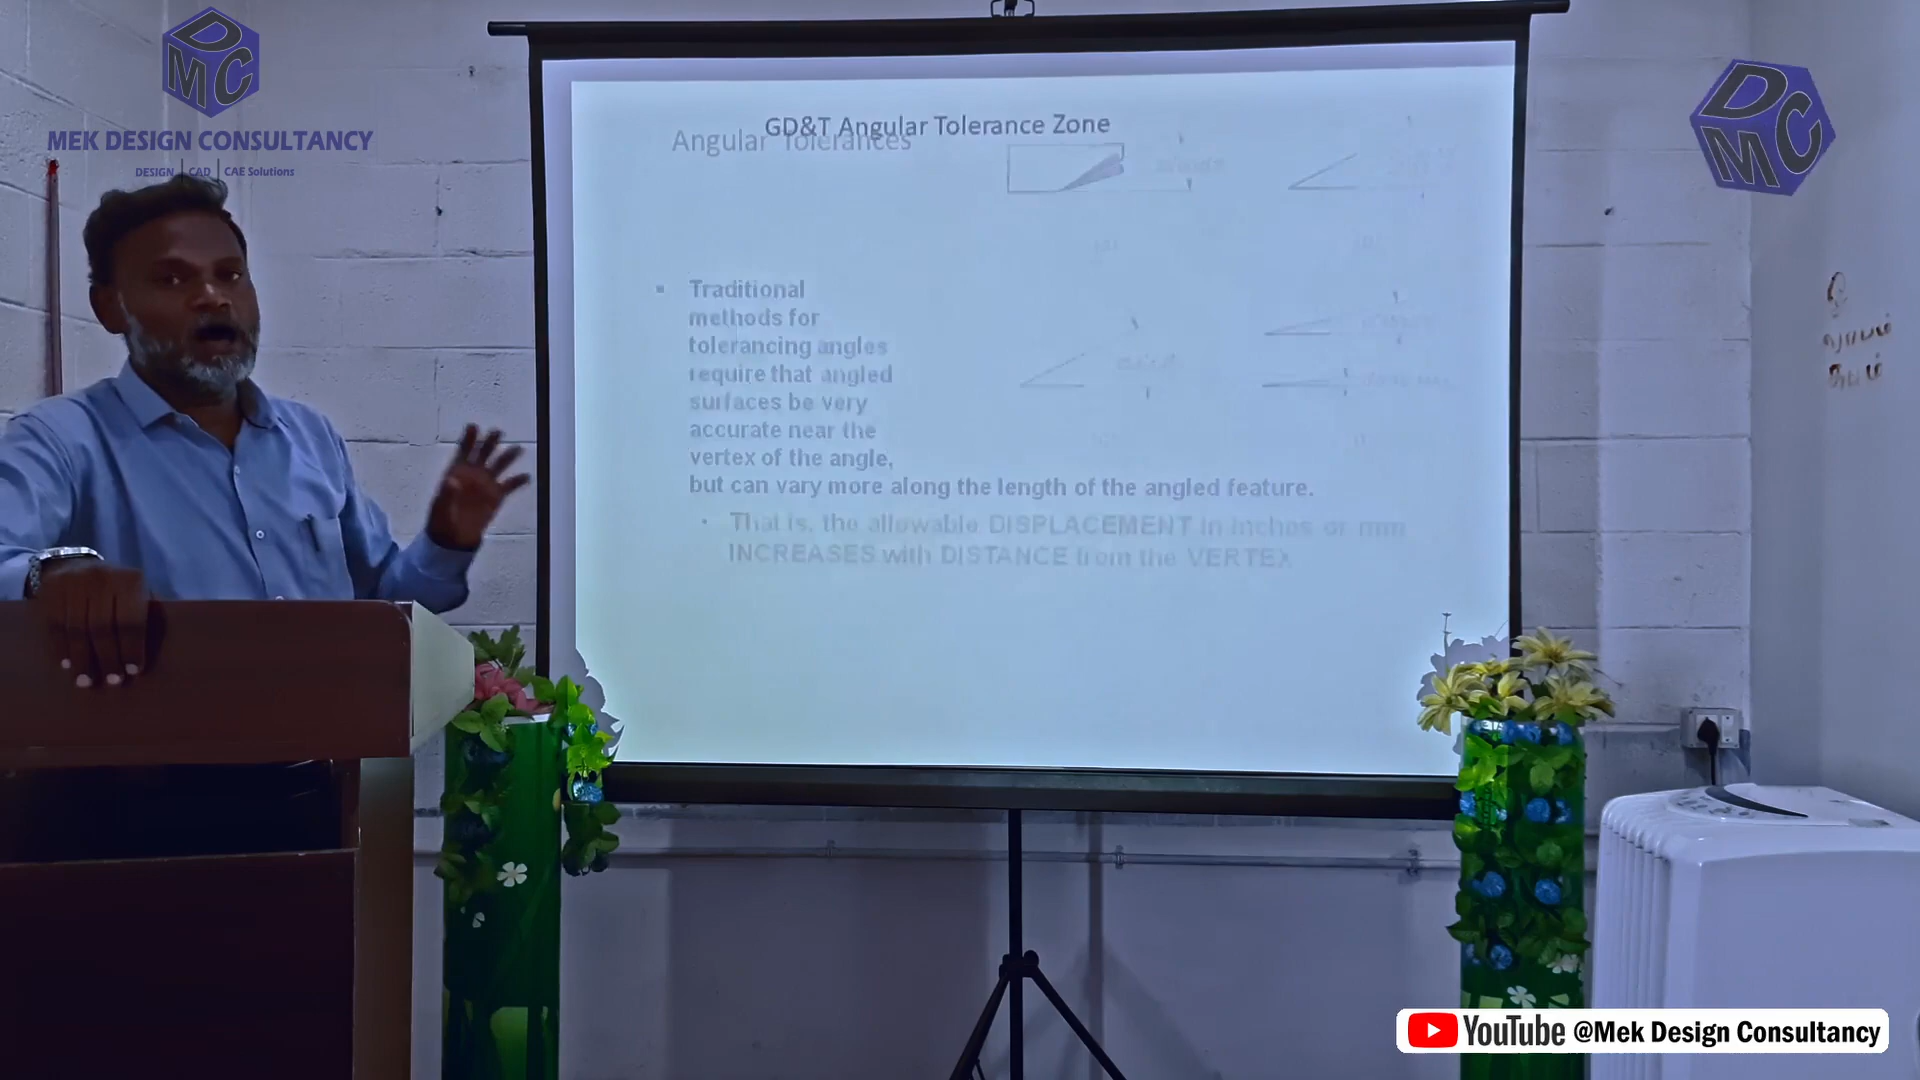 DMC
MEK DESIGN CONSULTANCY
DESIGN | CAD | CAE Solutions
DMC
GD&T Angular Tolerance Zone
Angular Tolerances
▪ Traditional
methods for
tolerancing angles
require that angled
surfaces be very
accurate near the
vertex of the angle,
but can vary more along the length of the angled feature.
• That is, the allowable DISPLACEMENT in inches or mm
INCREASES with DISTANCE from the VERTEX
YouTube @Mek Design Consultancy